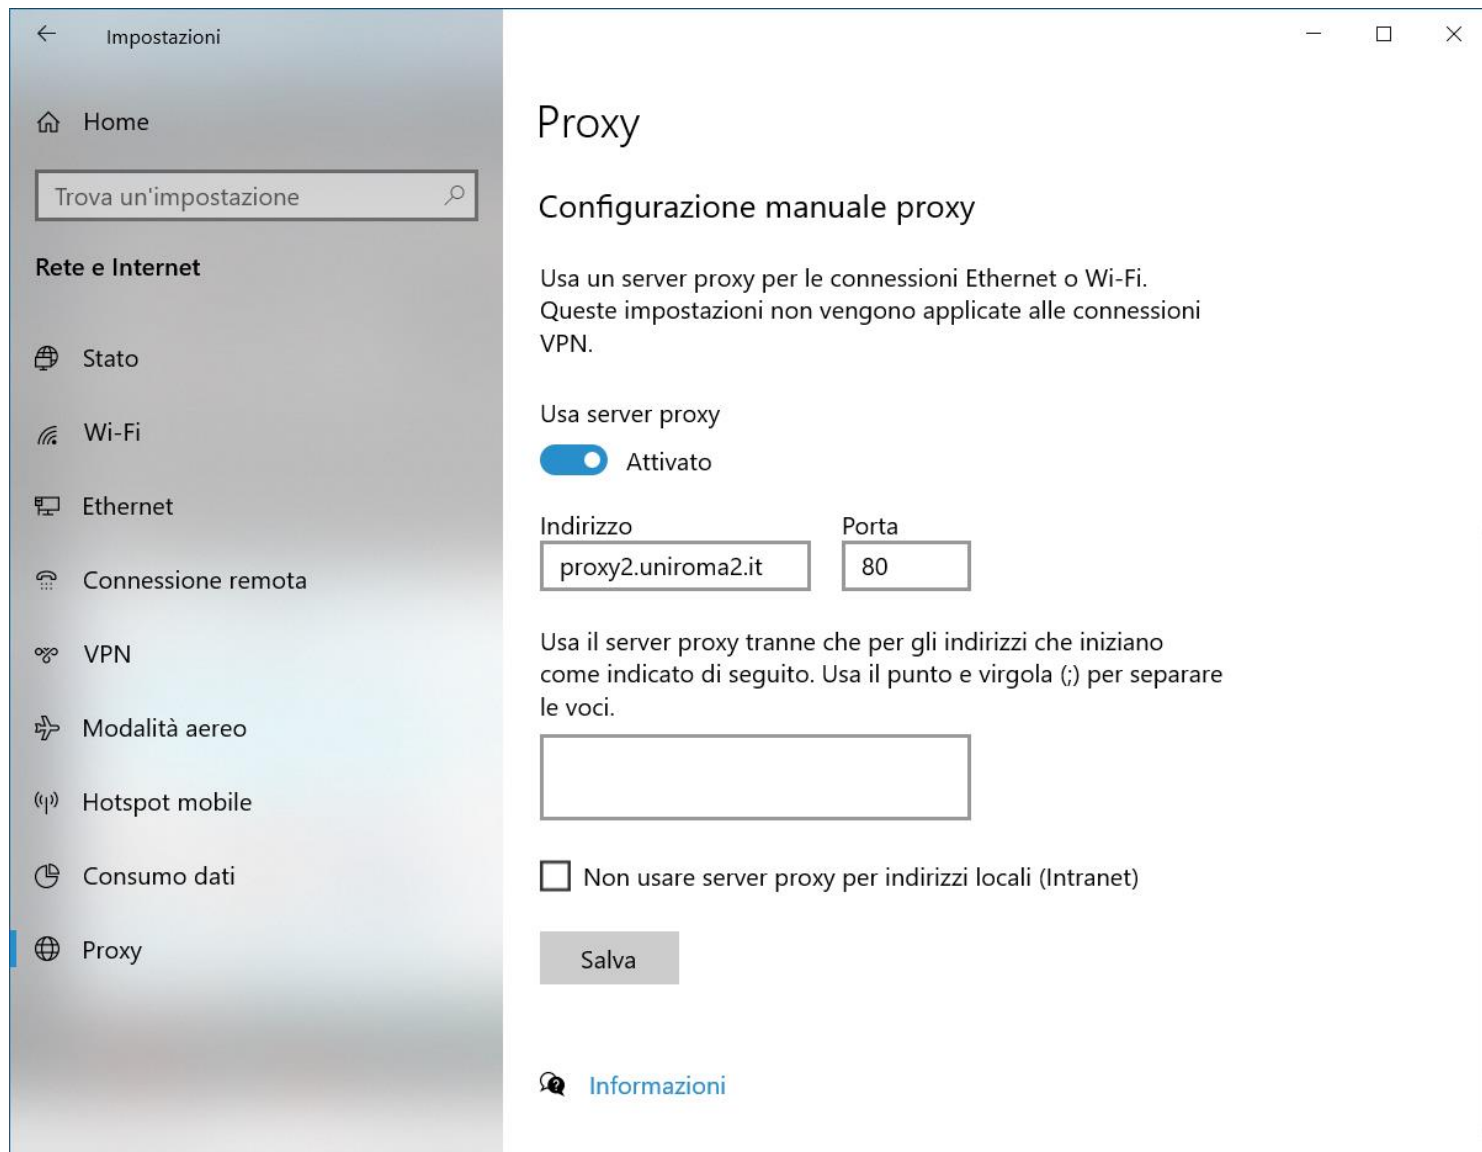 Impostazioni
Home
Trova un'impostazione
Rete e Internet
Stato
Wi-Fi
Ethernet
Connessione remota
VPN
Modalità aereo
Hotspot mobile
Consumo dati
Proxy
Proxy
Configurazione manuale proxy
Usa un server proxy per le connessioni Ethernet o Wi-Fi.
Queste impostazioni non vengono applicate alle connessioni
VPN.
Usa server proxy
Attivato
Indirizzo Porta
proxy2.uniroma2.it 80
Usa il server proxy tranne che per gli indirizzi che iniziano
come indicato di seguito. Usa il punto e virgola (;) per separare
le voci.
Non usare server proxy per indirizzi locali (Intranet)
Salva
Informazioni